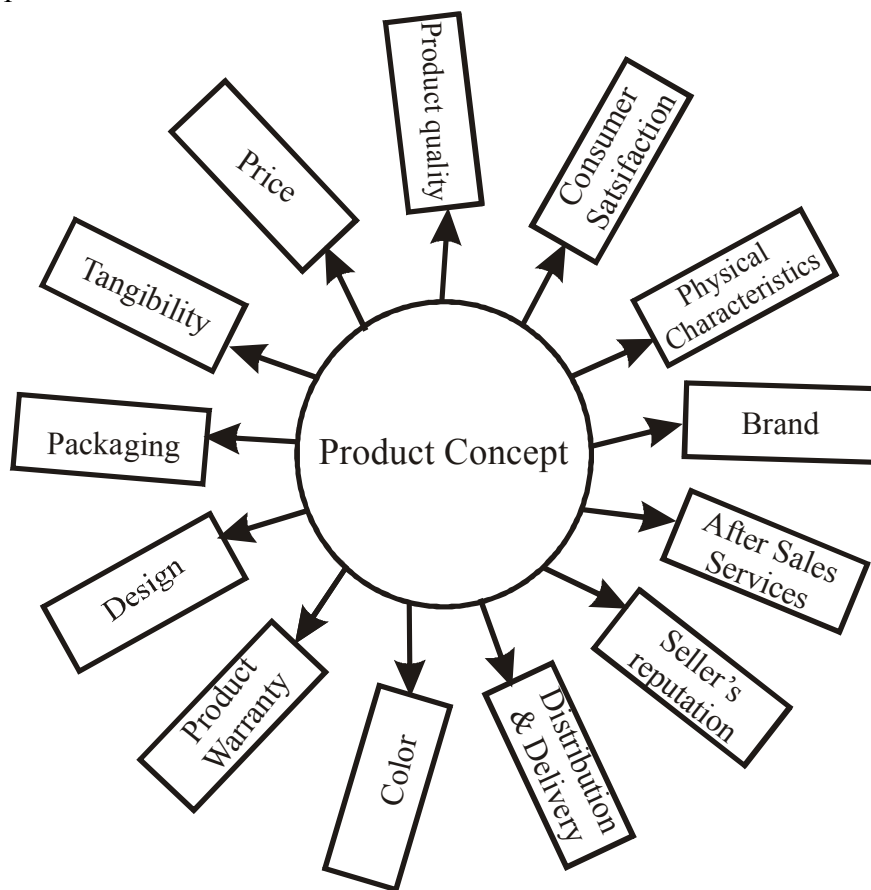 Product quality
Consumer
Satsifaction
Physical
Characteristics
Brand
After Sales
Services
Seller’s
reputation
Distribution
& Delivery
Color
Product
Warranty
Design
Packaging
Tangibility
Price
Product Concept